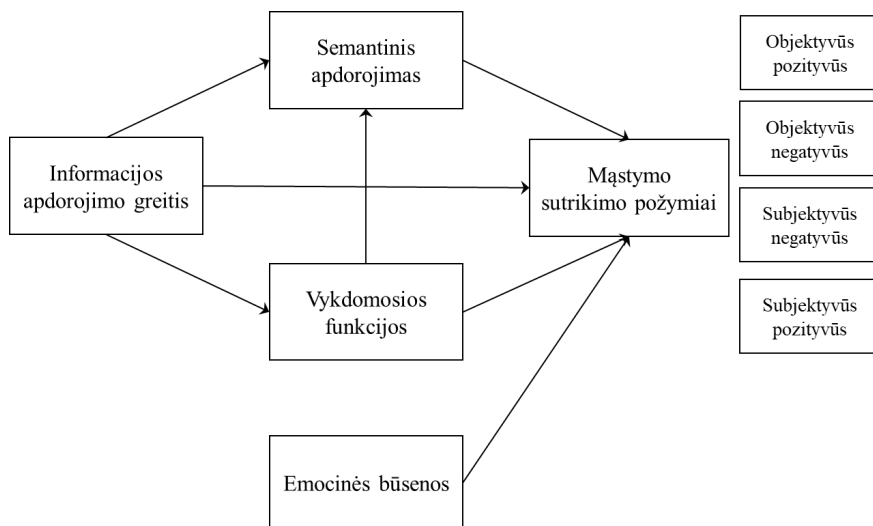 Semantinis
apdorojimas
Informacijos
apdorojimo greitis
Vykdomosios
funkcijos
Emocinės būsenos
Mąstymo
sutrikimo požymiai
Objektyvūs
pozityvūs
Objektyvūs
negatyvūs
Subjektyvūs
negatyvūs
Subjektyvūs
pozityvūs